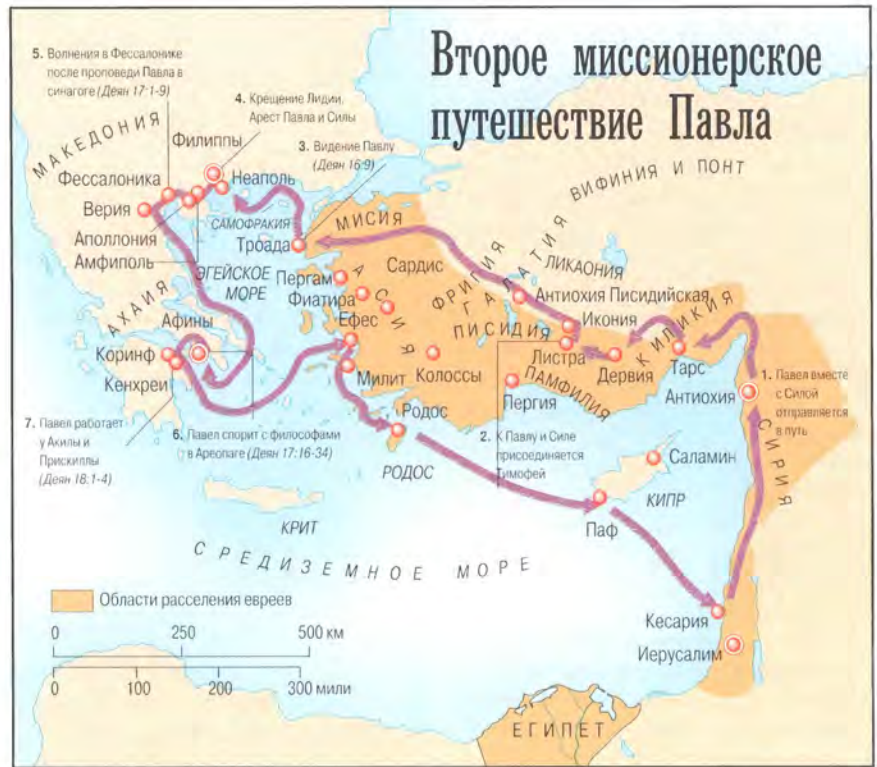 Второе миссионерское
путешествие Павла
5. Волнения в Фессалонике
после проповеди Павла в
синагоге (Деян 17:1-9)
4. Крещение Лидии,
Арест Павла и Силы
3. Видение Павлу
(Деян 16:9)
МАКЕДОНИЯ
Филиппы
Неаполь
Фессалоника
Верия
Аполлония
Амфиполь
САМОФРАКИЯ
Троада
МИСИЯ
ВИФИНИЯ И ПОНТ
ЭГЕЙСКОЕ
МОРЕ
Пергам
Фиатира
Сардис
АСИЯ
ФРИГИЯ
ГАЛАТИЯ
ЛИКАОНИЯ
Антиохия Писидийская
Икония
ПИСИДИЯ
КИЛИКИЯ
АХАИЯ
Афины
Ефес
Коринф
Кенхреи
Милит
Колоссы
Листра
Дервия
Тарс
ПАМФИЛИЯ
Пергия
Антиохия
1. Павел вместе
с Силой
отправляется
в путь
СИРИЯ
7. Павел работает
у Акилы и
Прискиллы
(Деян 18:1-4)
6. Павел спорит с философами
в Ареопаге (Деян 17:16-34)
Родос
РОДОС
2. К Павлу и Силе
присоединяется
Тимофей
Саламин
КИПР
Паф
КРИТ
СРЕДИЗЕМНОЕ МОРЕ
Области расселения евреев
0 250 500 км
0 100 200 300 мили
Кесария
Иерусалим
ЕГИПЕТ